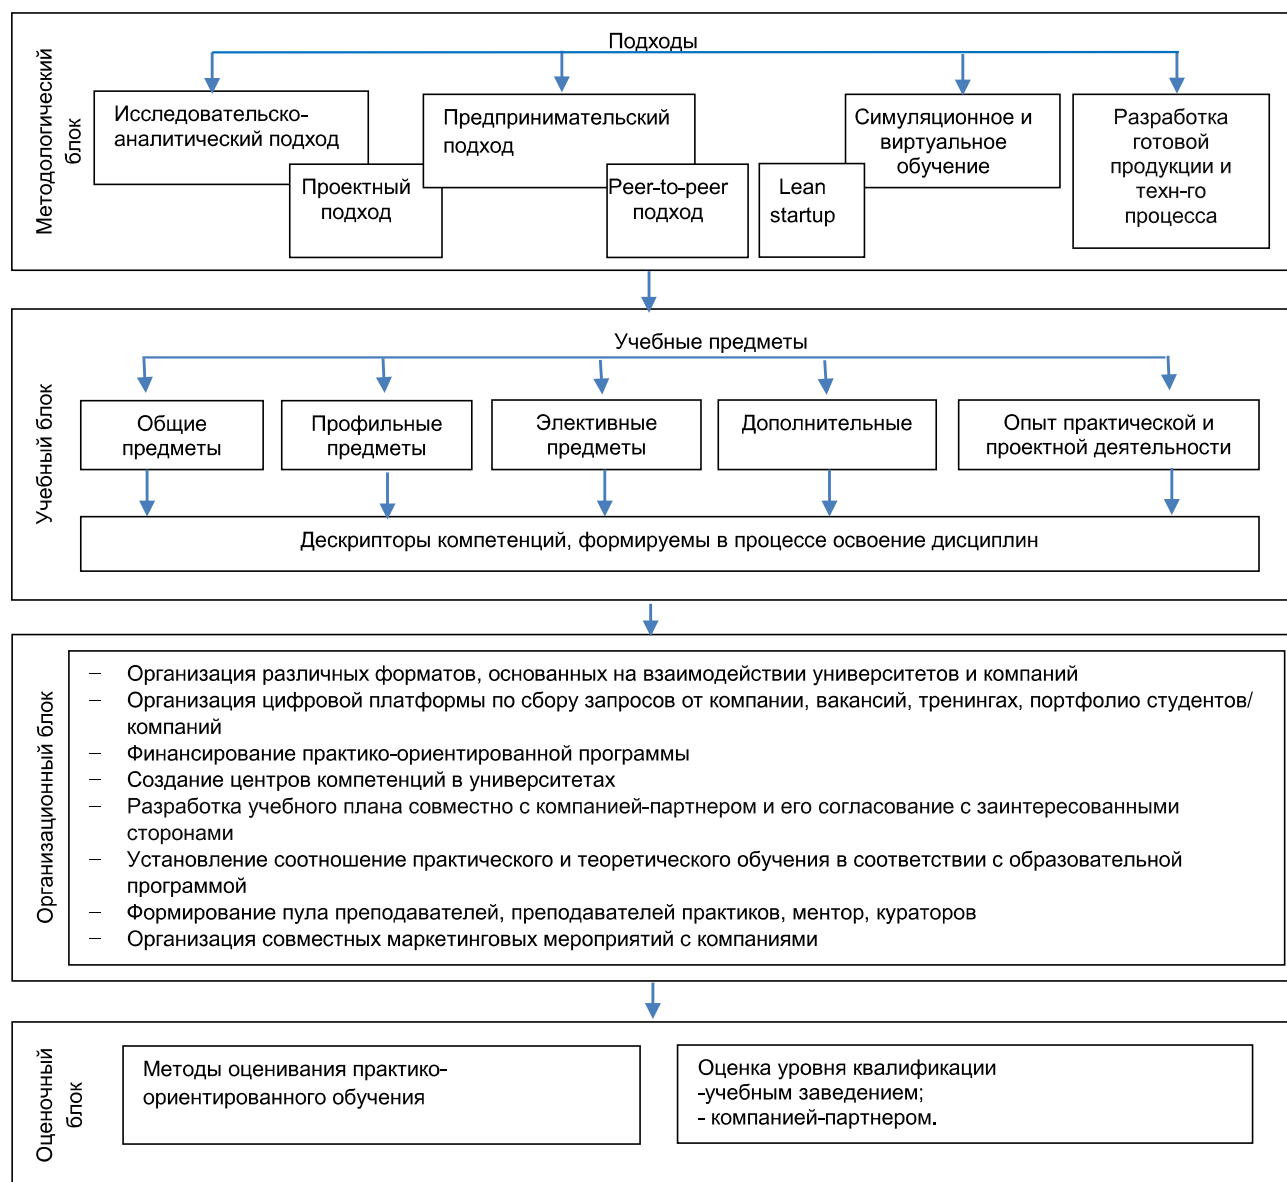 Методологический
блок
Подходы
Исследовательско-
аналитический подход
Проектный
подход
Предпринимательский
подход
Peer-to-peer
подход
Lean
startup
Симуляционное и
виртуальное
обучение
Разработка
готовой
продукции и
техн-го
процесса
Учебный блок
Учебные предметы
Общие
предметы
Профильные
предметы
Элективные
предметы
Дополнительные
Опыт практической и
проектной деятельности
Дескрипторы компетенций, формируемы в процессе освоение дисциплин
Организационный блок
– Организация различных форматов, основанных на взаимодействии университетов и компаний
– Организация цифровой платформы по сбору запросов от компании, вакансий, тренингах, портфолио студентов/
компаний
– Финансирование практико-ориентированной программы
– Создание центров компетенций в университетах
– Разработка учебного плана совместно с компанией-партнером и его согласование с заинтересованными
сторонами
– Установление соотношение практического и теоретического обучения в соответствии с образовательной
программой
– Формирование пула преподавателей, преподавателей практиков, ментор, кураторов
– Организация совместных маркетинговых мероприятий с компаниями
Оценочный
блок
Методы оценивания практико-
ориентированного обучения
Оценка уровня квалификации
-учебным заведением;
- компанией-партнером.